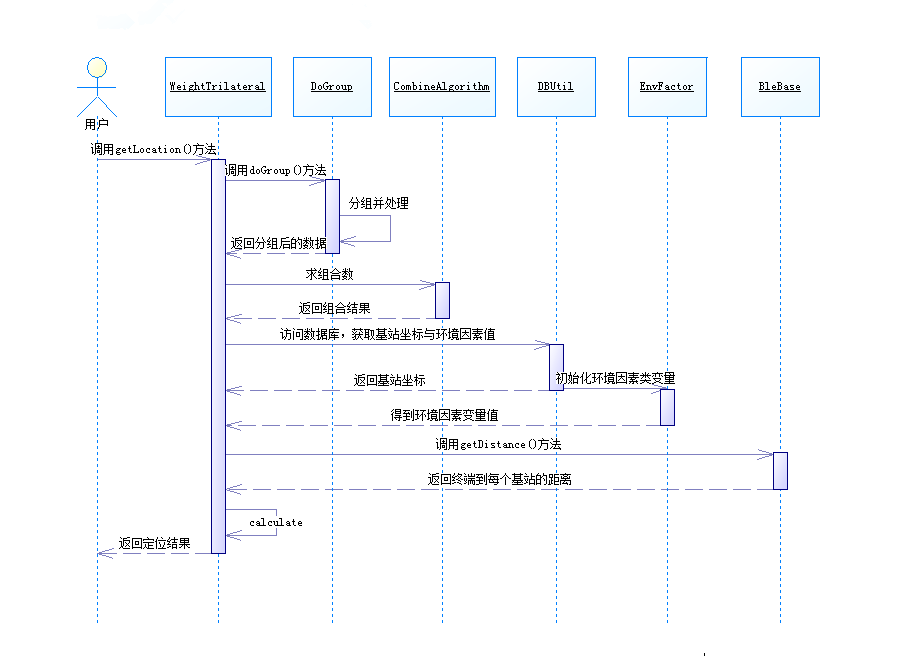 WeightTrilateral
DoGroup
CombineAlgorithm
DBUtil
EnvFactor
BleBase
用户
调用getLocation()方法
调用doGroup()方法
分组并处理
返回分组后的数据
求组合数
返回组合结果
访问数据库，获取基站坐标与环境因素值
返回基站坐标
初始化环境因素类变量
得到环境因素变量值
调用getDistance()方法
返回终端到每个基站的距离
calculate
返回定位结果